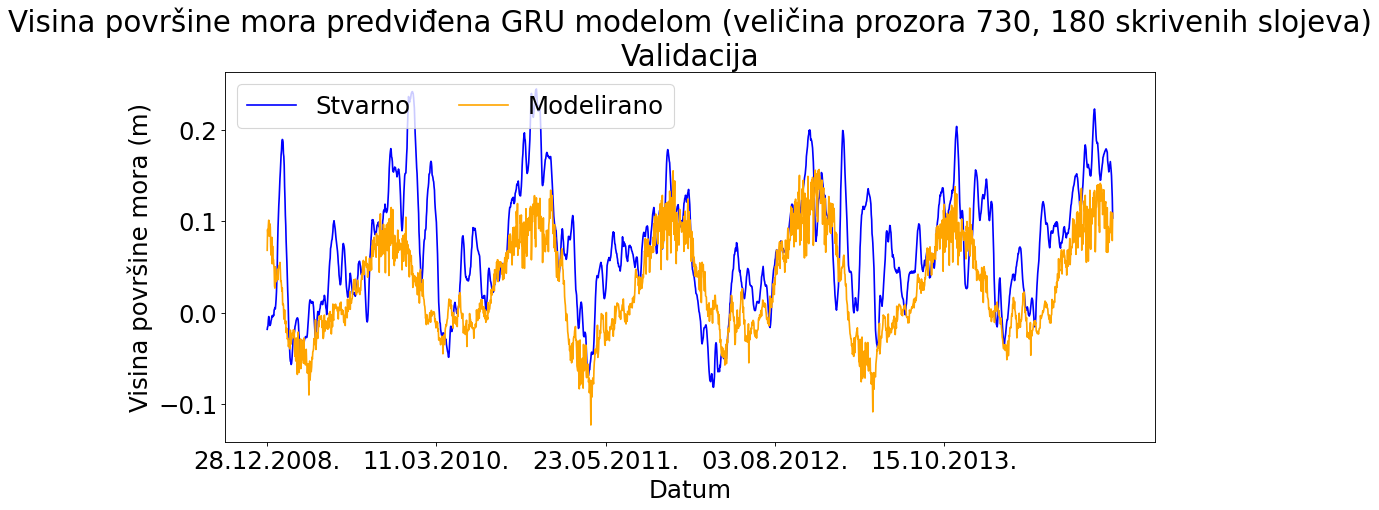 Visina površine mora predviđena GRU modelom (veličina prozora 730, 180 skrivenih slojeva)
Validacija
Stvarno Modelirano
Visina površine mora (m)
0.2
0.1
0.0
−0.1
28.12.2008. 11.03.2010. 23.05.2011. 03.08.2012. 15.10.2013.
Datum